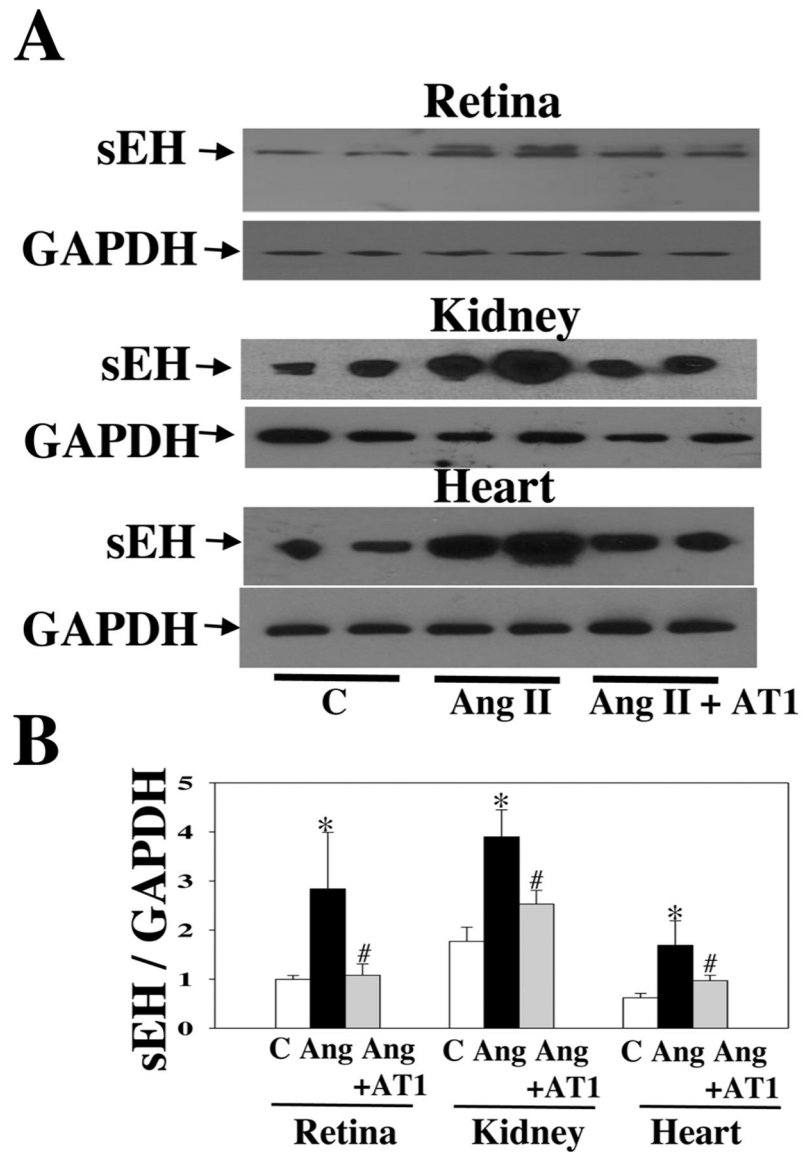 A
Retina
sEH
GAPDH
Kidney
sEH
GAPDH
Heart
sEH
GAPDH
C Ang II Ang II + AT1
B
sEH / GAPDH
5
4
3
2
1
0
*
#
*
#
*
#
C Ang Ang C Ang Ang C Ang Ang
+AT1 +AT1 +AT1
Retina Kidney Heart